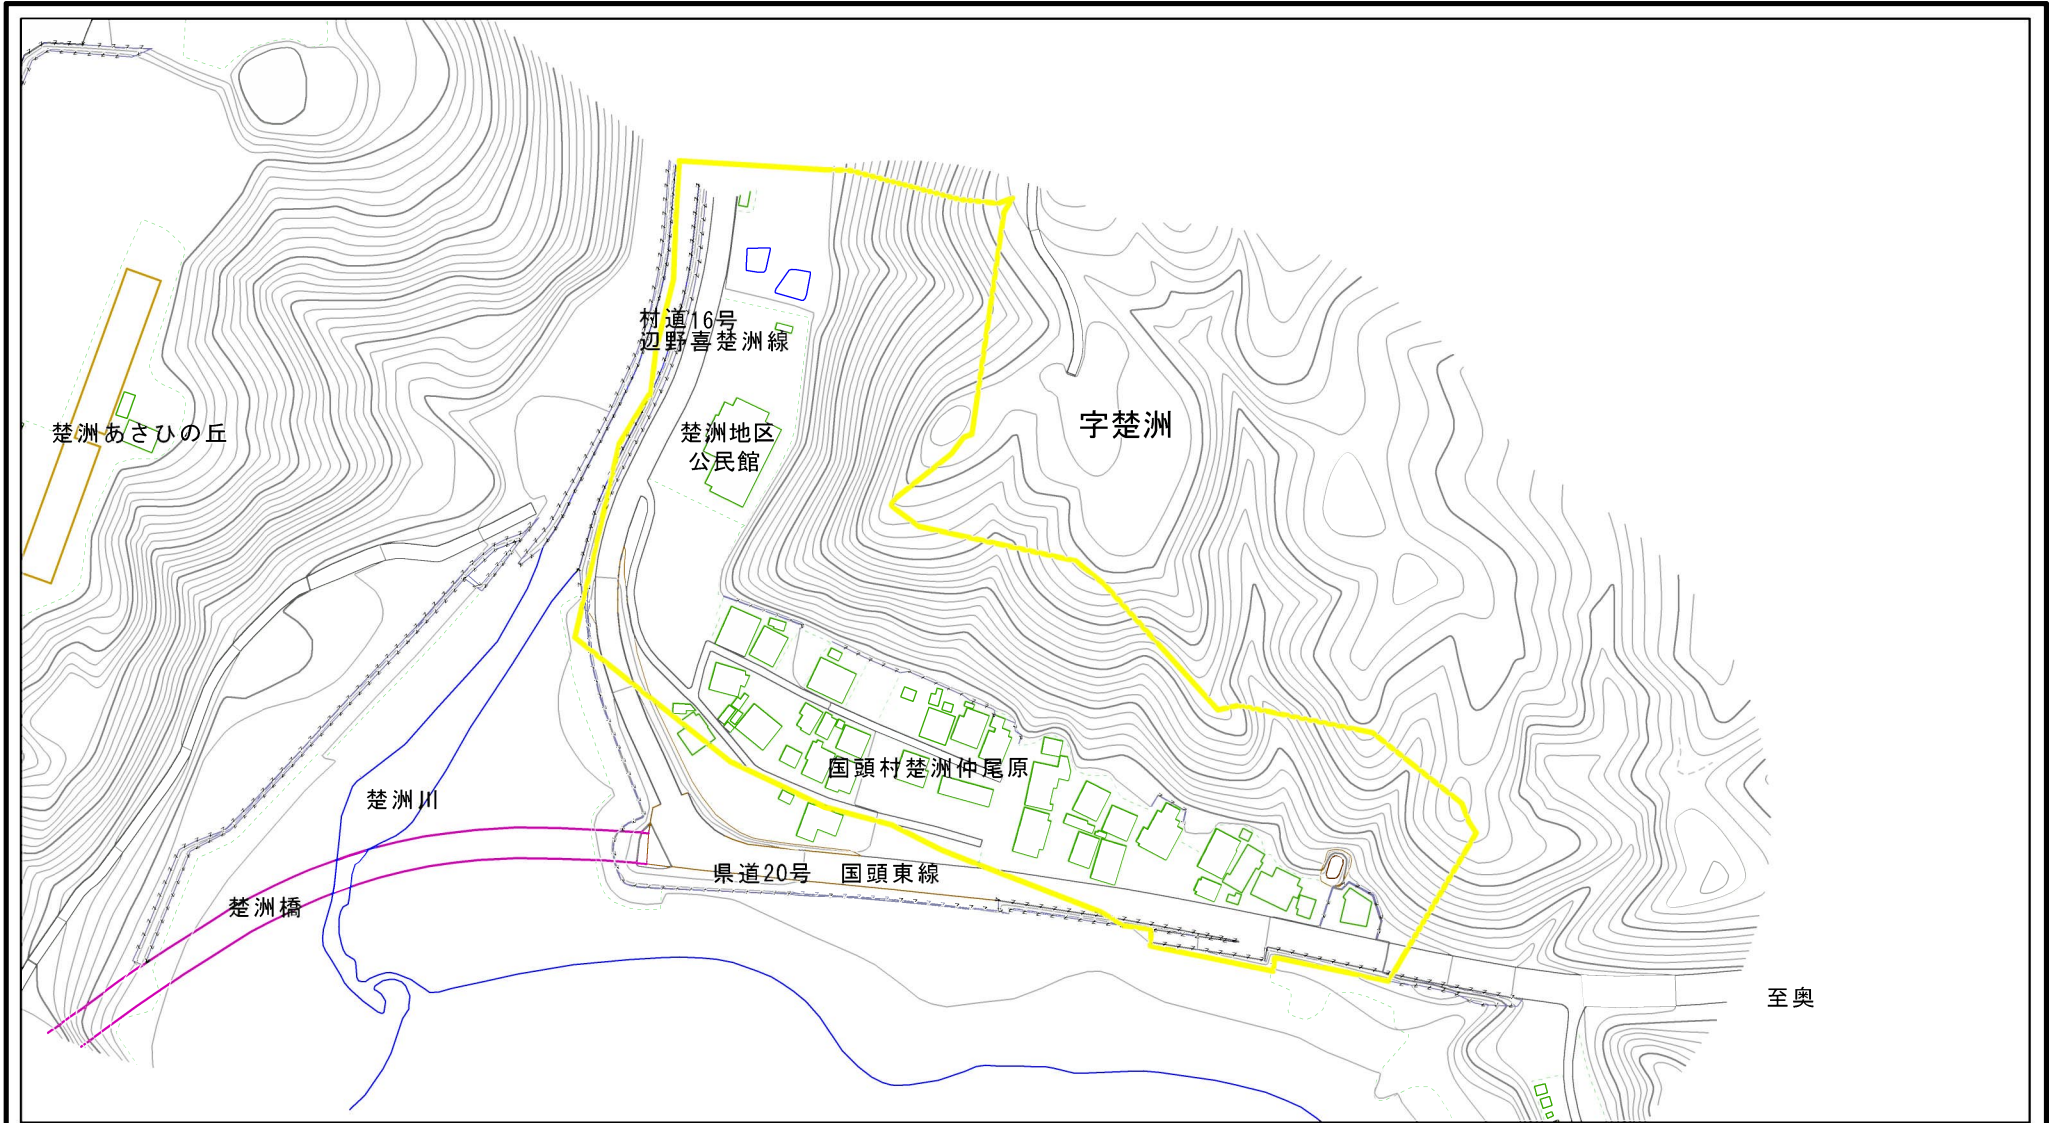 村道16号
辺野喜楚洲線
字楚洲
楚洲あさひの丘
楚洲地区
公民館
国頭村楚洲仲尾原
楚洲川
県道20号　国頭東線
楚洲橋
至奥